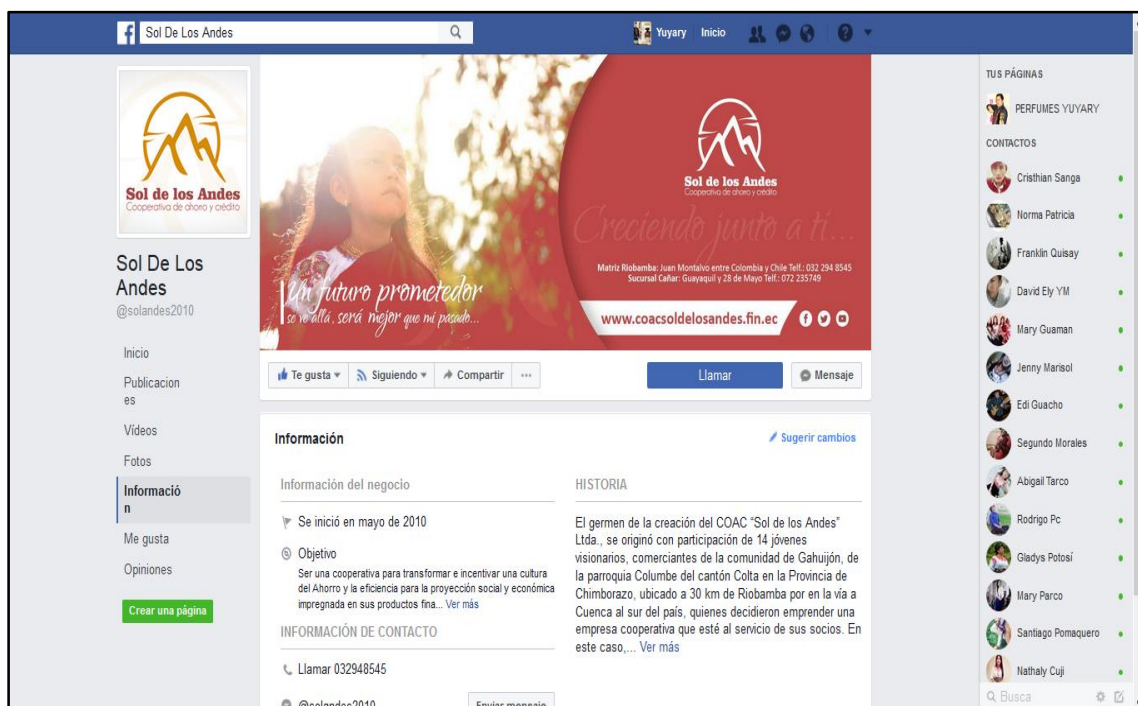 Sol De Los Andes
Yuyary Inicio
Sol de los Andes
Cooperativa de ahorro y crédito
Sol De Los
Andes
@solandes2010
Inicio
Publicacion
es
Vídeos
Fotos
Informació
n
Me gusta
Opiniones
Crear una página
Un futuro prometedor
se ve allá, será mejor que mi pasado...
Sol de los Andes
Cooperativa de ahorro y crédito
Creciendo junto a tí...
Matriz Riobamba: Juan Montalvo entre Colombia y Chile Telf.: 032 294 8545
Sucursal Cañar: Guayaquil y 28 de Mayo Telf.: 072 235749
www.coacsoldelosandes.fin.ec
Te gusta Siguiendo Compartir ...
Llamar Mensaje
Información
Sugerir cambios
Información del negocio
Se inició en mayo de 2010
Objetivo
Ser una cooperativa para transformar e incentivar una cultura
del Ahorro y la eficiencia para la proyección social y económica
impregnada en sus productos fina... Ver más
INFORMACIÓN DE CONTACTO
Llamar 032948545
@solandes2010 Enviar mensaje
HISTORIA
El germen de la creación del COAC “Sol de los Andes”
Ltda., se originó con participación de 14 jóvenes
visionarios, comerciantes de la comunidad de Gahuijón, de
la parroquia Columbe del cantón Colta en la Provincia de
Chimborazo, ubicado a 30 km de Riobamba por en la vía a
Cuenca al sur del país, quienes decidieron emprender una
empresa cooperativa que esté al servicio de sus socios. En
este caso,... Ver más
TUS PÁGINAS
PERFUMES YUYARY
CONTACTOS
Cristhian Sanga
Norma Patricia
Franklin Quisay
David Ely YM
Mary Guaman
Jenny Marisol
Edi Guacho
Segundo Morales
Abigail Tarco
Rodrigo Pc
Gladys Potosí
Mary Parco
Santiago Pomaquero
Nathaly Cuji
Busca